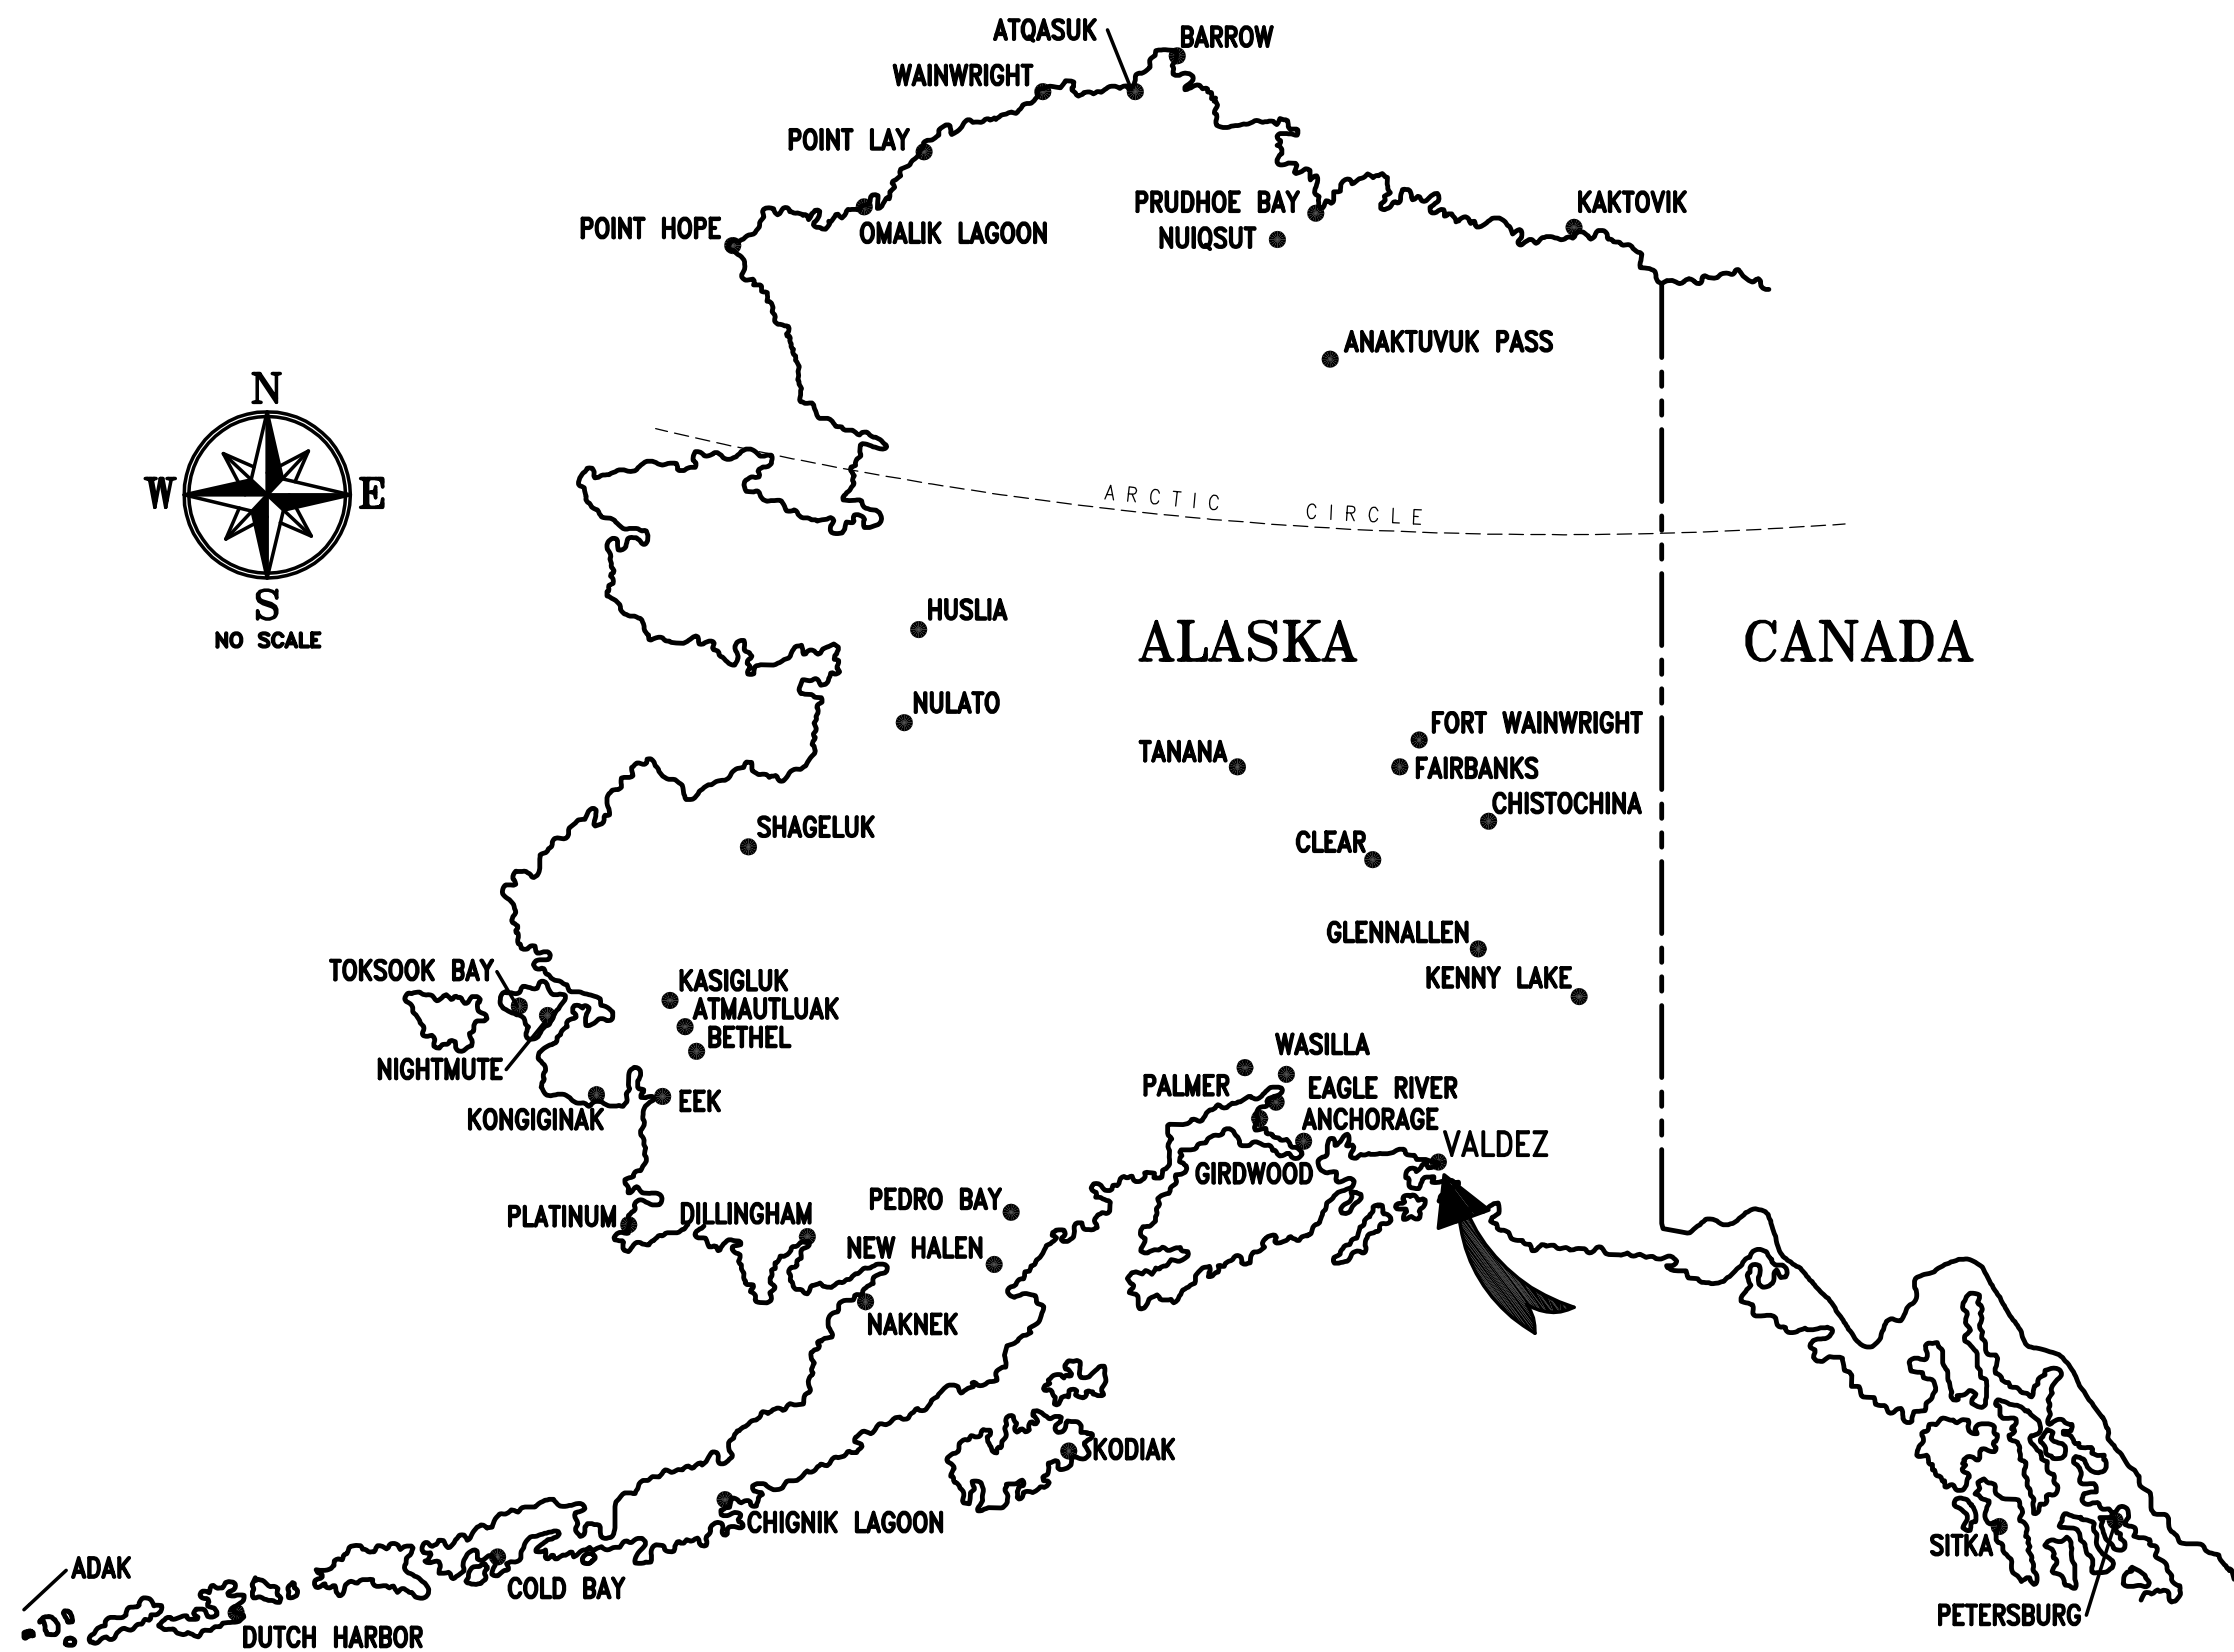 ATQASUK
BARROW
WAINWRIGHT
POINT LAY
PRUDHOE BAY
KAKTOVIK
POINT HOPE
OMALIK LAGOON
NUIQSUT
ANAKTUVUK PASS
N
W
E
S
NO SCALE
ARCTIC CIRCLE
HUSLIA
ALASKA
CANADA
NULATO
FORT WAINWRIGHT
TANANA
FAIRBANKS
CHISTOCHINA
SHAGELUK
CLEAR
GLENNALLEN
TOKSOOK BAY
KASIGLUK
KENNY LAKE
ATMAUTLUAK
BETHEL
WASILLA
NIGHTMUTE
PALMER
EAGLE RIVER
EEK
KONGIGINAK
ANCHORAGE
VALDEZ
GIRDWOOD
PEDRO BAY
PLATINUM
DILLINGHAM
NEW HALEN
NAKNEK
KODIAK
CHIGNIK LAGOON
SITKA
ADAK
COLD BAY
PETERSBURG
DUTCH HARBOR